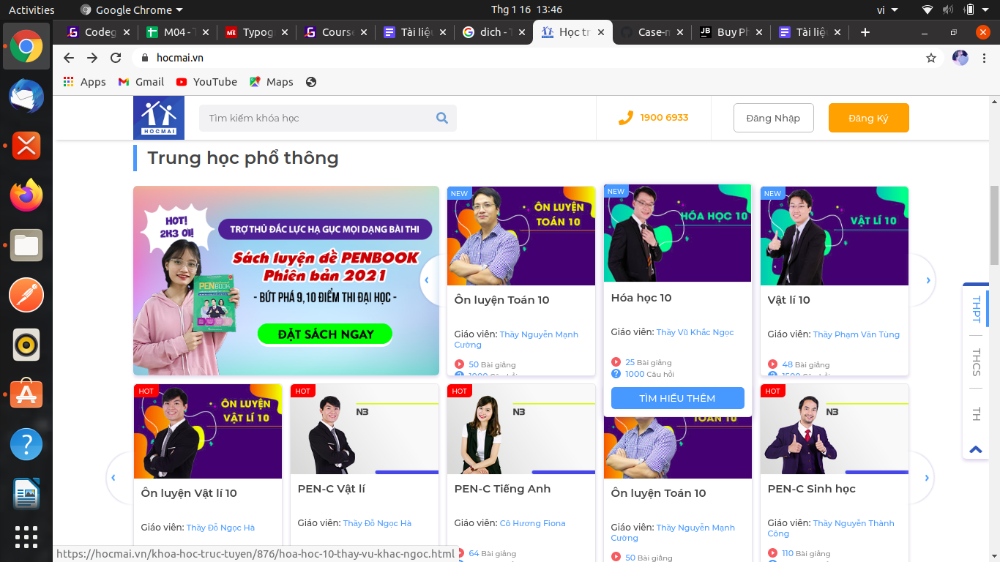 Activities
Google Chrome
Thg 1 16 13:46
vi
Codeg
M04 - T
Typogr
Course
Tài liệu
dich - T
Học tr
Case-m
Buy Ph
Tài liệu
hocmai.vn
Apps
Gmail
YouTube
Maps
HOCMAI
Tìm kiếm khóa học
1900 6933
Đăng Nhập
Đăng Ký
Trung học phổ thông
HOT!
2K3 ƠI!
TRỢ THỦ ĐẮC LỰC HẠ GỤC MỌI DẠNG BÀI THI
Sách luyện đề PENBOOK
Phiên bản 2021
- BỨT PHÁ 9,10 ĐIỂM THI ĐẠI HỌC -
ĐẶT SÁCH NGAY
PENBOOK
NEW
ÔN LUYỆN
TOÁN 10
Ôn luyện Toán 10
Giáo viên: Thầy Nguyễn Mạnh
Cường
50 Bài giảng
1000 Câu hỏi
NEW
HÓA HỌC 10
Hóa học 10
Giáo viên: Thầy Vũ Khắc Ngọc
25 Bài giảng
1000 Câu hỏi
TÌM HIỂU THÊM
NEW
VẬT LÍ 10
Vật lí 10
Giáo viên: Thầy Phạm Văn Tùng
48 Bài giảng
1500 Câu hỏi
THPT
THCS
TH
HOT
ÔN LUYỆN
VẬT LÍ 10
Ôn luyện Vật lí 10
Giáo viên: Thầy Đỗ Ngọc Hà
HOT
N3
PEN-C Vật lí
Giáo viên: Thầy Đỗ Ngọc Hà
HOT
N3
PEN-C Tiếng Anh
Giáo viên: Cô Hương Fiona
64 Bài giảng
TOÁN 10
Ôn luyện Toán 10
Giáo viên: Thầy Nguyễn Mạnh
Cường
50 Bài giảng
HOT
N3
PEN-C Sinh học
Giáo viên: Thầy Nguyễn Thành
Công
110 Bài giảng
https://hocmai.vn/khoa-hoc-truc-tuyen/876/hoa-hoc-10-thay-vu-khac-ngoc.html